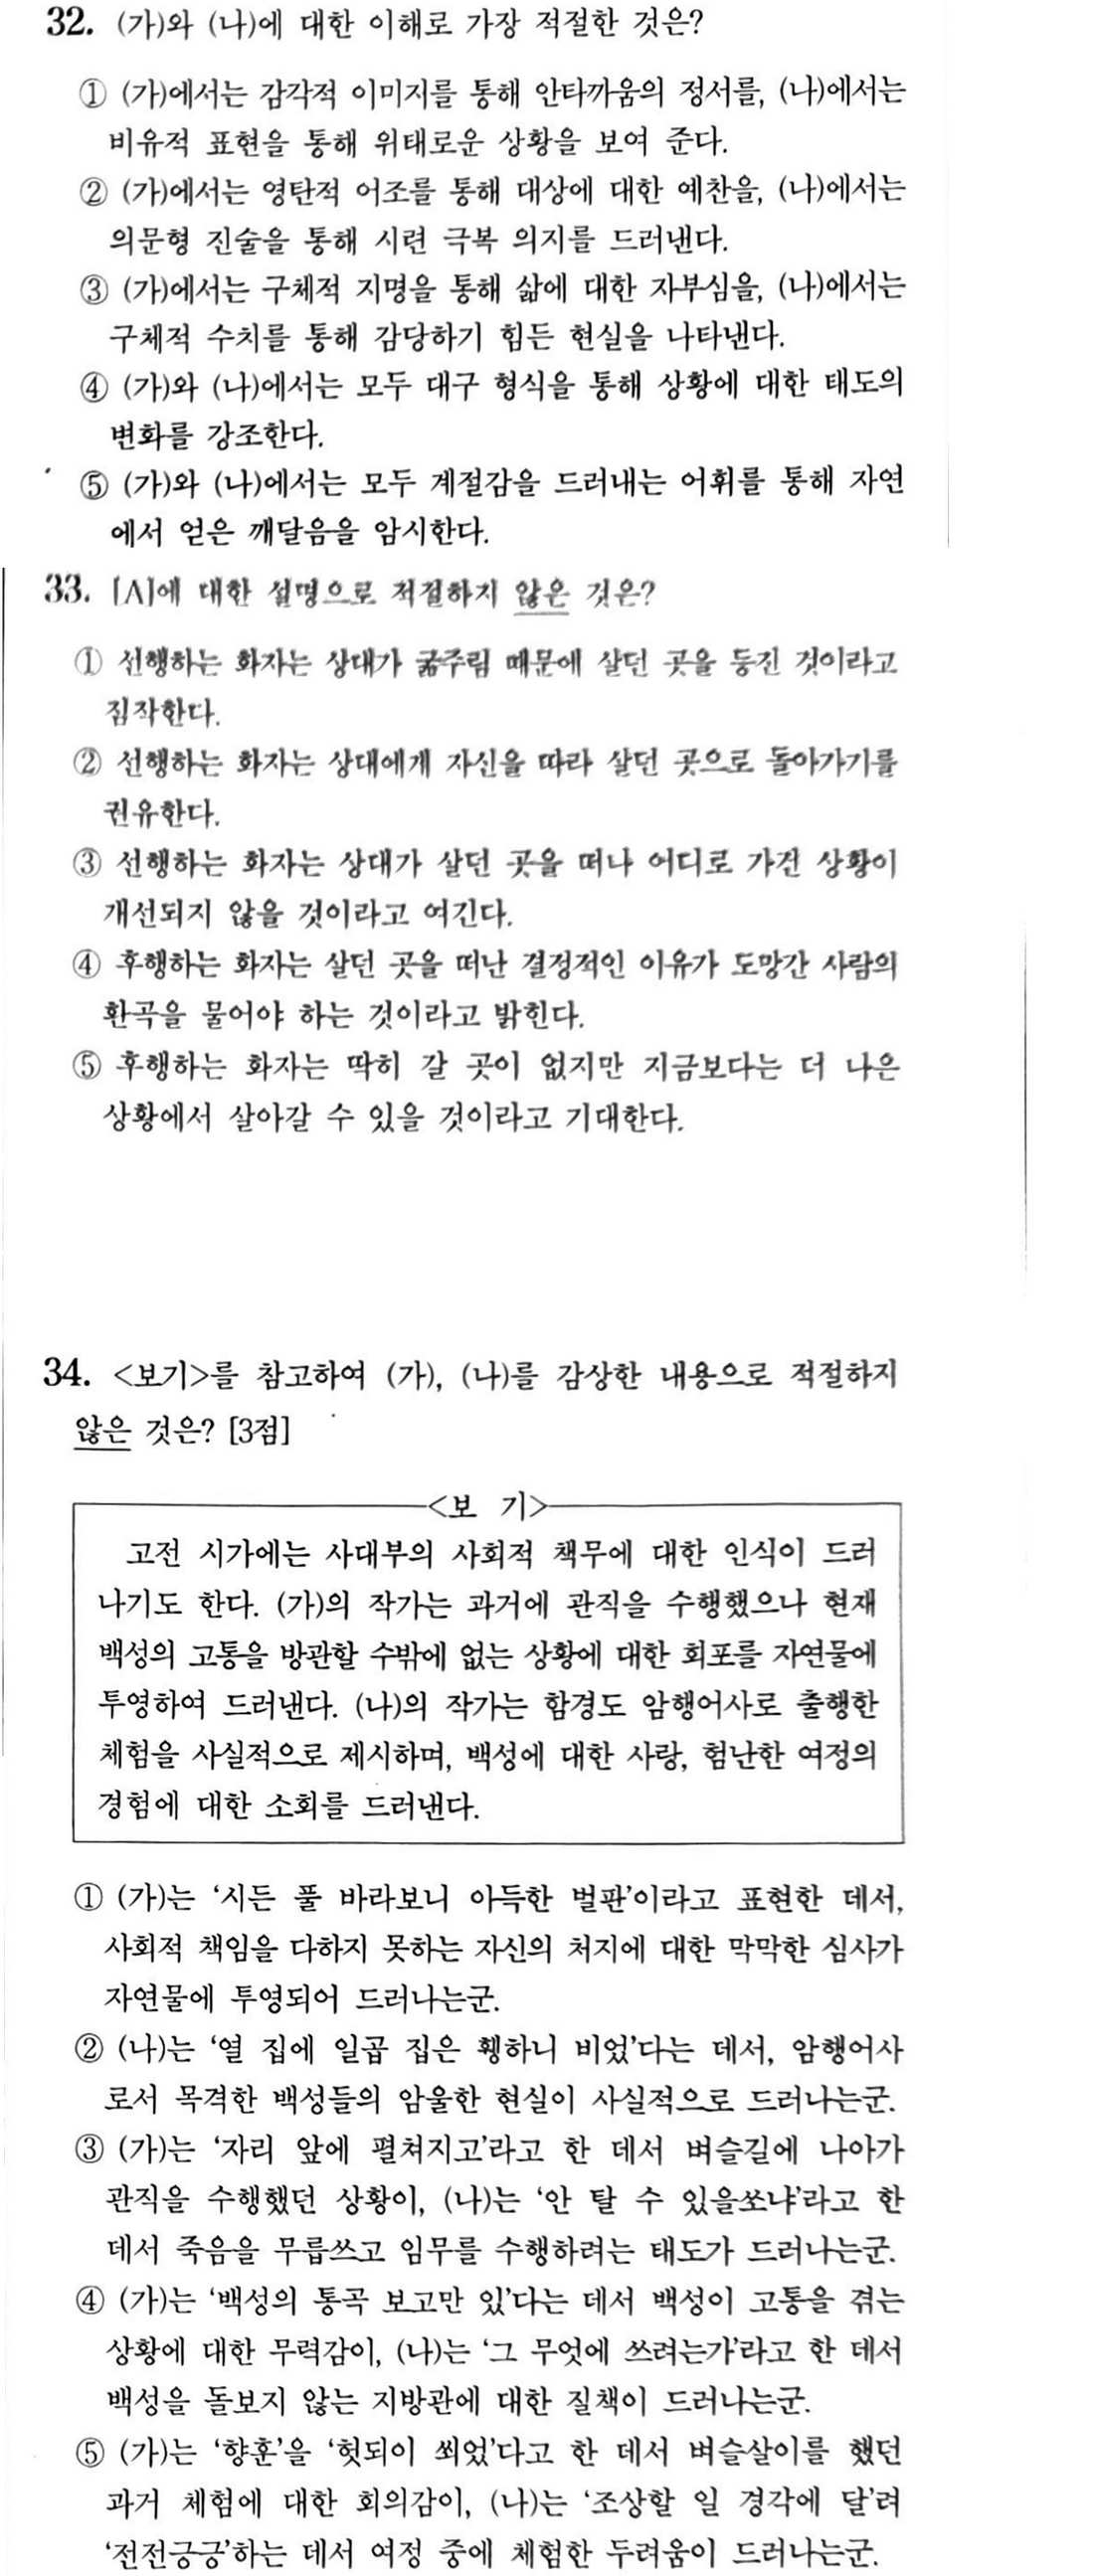 32. (가)와 (나)에 대한 이해로 가장 적절한 것은?
① (가)에서는 감각적 이미지를 통해 안타까움의 정서를, (나)에서는
비유적 표현을 통해 위태로운 상황을 보여 준다.
② (가)에서는 영탄적 어조를 통해 대상에 대한 예찬을, (나)에서는
의문형 진술을 통해 시련 극복 의지를 드러낸다.
③ (가)에서는 구체적 지명을 통해 삶에 대한 자부심을, (나)에서는
구체적 수치를 통해 감당하기 힘든 현실을 나타낸다.
④ (가)와 (나)에서는 모두 대구 형식을 통해 상황에 대한 태도의
변화를 강조한다.
⑤ (가)와 (나)에서는 모두 계절감을 드러내는 어휘를 통해 자연
에서 얻은 깨달음을 암시한다.
33. [A]에 대한 설명으로 적절하지 않은 것은?
① 선행하는 화자는 상대가 굶주림 때문에 살던 곳을 등진 것이라고
짐작한다.
② 선행하는 화자는 상대에게 자신을 따라 살던 곳으로 돌아가기를
권유한다.
③ 선행하는 화자는 상대가 살던 곳을 떠나 어디로 가건 상황이
개선되지 않을 것이라고 여긴다.
④ 후행하는 화자는 살던 곳을 떠난 결정적인 이유가 도망간 사람의
환곡을 물어야 하는 것이라고 밝힌다.
⑤ 후행하는 화자는 딱히 갈 곳이 없지만 지금보다는 더 나은
상황에서 살아갈 수 있을 것이라고 기대한다.
34. <보기>를 참고하여 (가), (나)를 감상한 내용으로 적절하지
않은 것은? [3점]
<보 기>
고전 시가에는 사대부의 사회적 책무에 대한 인식이 드러
나기도 한다. (가)의 작가는 과거에 관직을 수행했으나 현재
백성의 고통을 방관할 수밖에 없는 상황에 대한 회포를 자연물에
투영하여 드러낸다. (나)의 작가는 함경도 암행어사로 출행한
체험을 사실적으로 제시하며, 백성에 대한 사랑, 험난한 여정의
경험에 대한 소회를 드러낸다.
① (가)는 ‘시든 풀 바라보니 아득한 벌판’이라고 표현한 데서,
사회적 책임을 다하지 못하는 자신의 처지에 대한 막막한 심사가
자연물에 투영되어 드러나는군.
② (나)는 ‘열 집에 일곱 집은 휑하니 비었’다는 데서, 암행어사
로서 목격한 백성들의 암울한 현실이 사실적으로 드러나는군.
③ (가)는 ‘자리 앞에 펼쳐지고’라고 한 데서 벼슬길에 나아가
관직을 수행했던 상황이, (나)는 ‘안 탈 수 있을쏘냐’라고 한
데서 죽음을 무릅쓰고 임무를 수행하려는 태도가 드러나는군.
④ (가)는 ‘백성의 통곡 보고만 있’다는 데서 백성이 고통을 겪는
상황에 대한 무력감이, (나)는 ‘그 무엇에 쓰려는가’라고 한 데서
백성을 돌보지 않는 지방관에 대한 질책이 드러나는군.
⑤ (가)는 ‘향훈’을 ‘헛되이 쐬었’다고 한 데서 벼슬살이를 했던
과거 체험에 대한 회의감이, (나)는 ‘조상할 일 경각에 달’려
‘전전긍긍’하는 데서 여정 중에 체험한 두려움이 드러나는군.